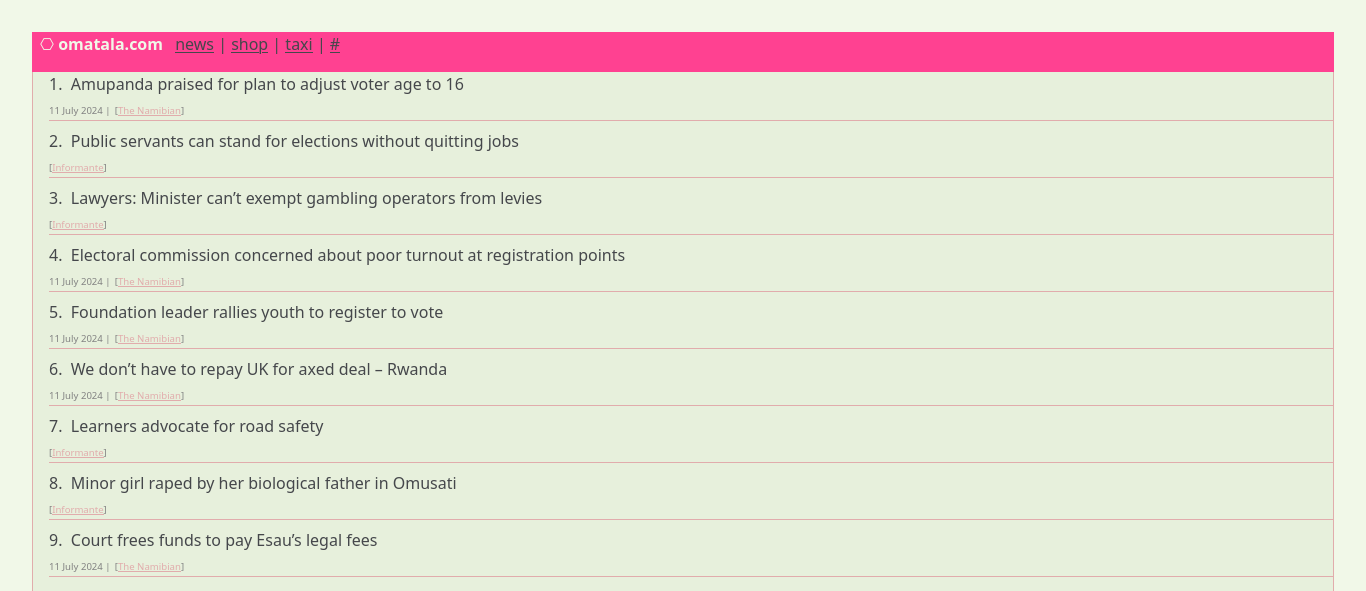 ⎔ omatala.com news | shop | taxi | #
1. Amupanda praised for plan to adjust voter age to 16
11 July 2024 | [The Namibian]
2. Public servants can stand for elections without quitting jobs
[Informante]
3. Lawyers: Minister can’t exempt gambling operators from levies
[Informante]
4. Electoral commission concerned about poor turnout at registration points
11 July 2024 | [The Namibian]
5. Foundation leader rallies youth to register to vote
11 July 2024 | [The Namibian]
6. We don’t have to repay UK for axed deal – Rwanda
11 July 2024 | [The Namibian]
7. Learners advocate for road safety
[Informante]
8. Minor girl raped by her biological father in Omusati
[Informante]
9. Court frees funds to pay Esau’s legal fees
11 July 2024 | [The Namibian]